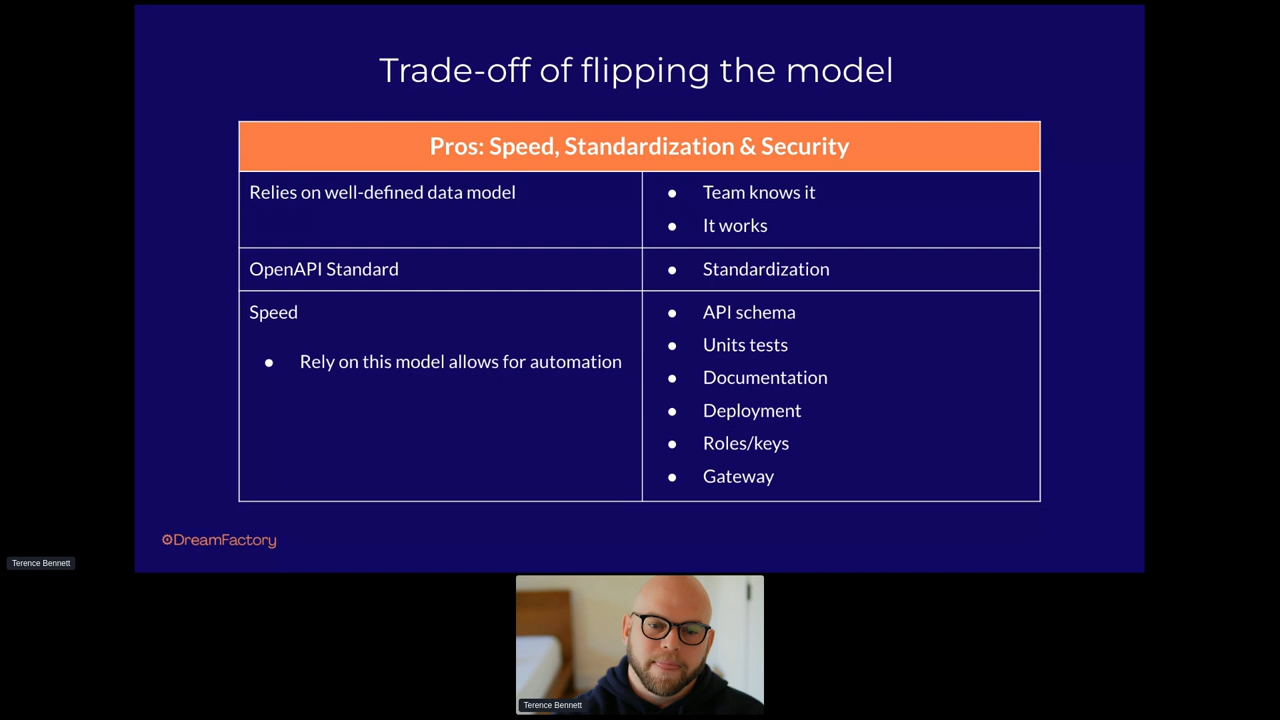 Trade-off of flipping the model
Pros: Speed, Standardization & Security
Relies on well-defined data model
● Team knows it
● It works
OpenAPI Standard
● Standardization
Speed
● Rely on this model allows for automation
● API schema
● Units tests
● Documentation
● Deployment
● Roles/keys
● Gateway
DreamFactory
Terence Bennett
Terence Bennett